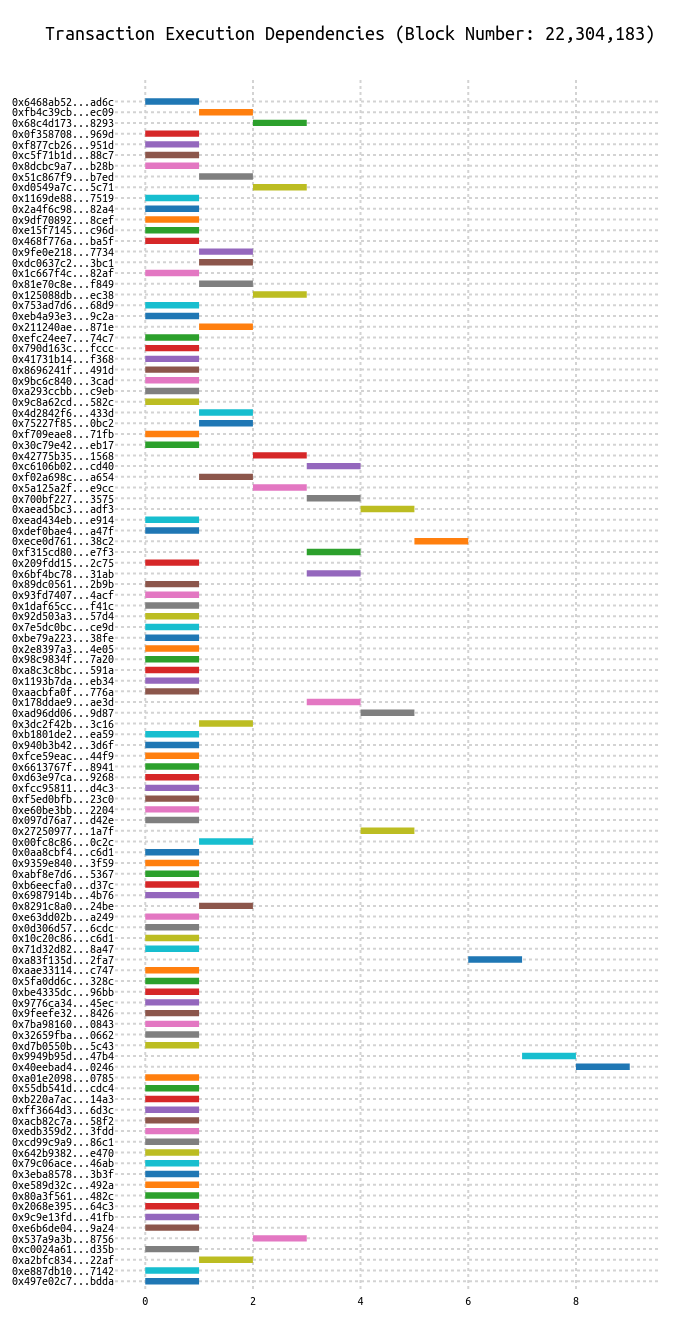 Transaction Execution Dependencies (Block Number: 22,304,183)
0x6468ab52...ad6c
0xfb4c39cb...ec09
0x68c4d173...8293
0x0f358708...969d
0xf877cb26...951d
0xc5f71b1d...88c7
0x8dcbc9a7...b28b
0x51c867f9...b7ed
0xd0549a7c...5c71
0x1169de88...7519
0x2a4f6c98...82a4
0x9df70892...8cef
0xe15f7145...c96d
0x468f776a...ba5f
0x9fe0e218...7734
0xdc0637c2...3bc1
0x1c667f4c...82af
0x81e70c8e...f849
0x125088db...ec38
0x753ad7d6...68d9
0xeb4a93e3...9c2a
0x211240ae...871e
0xefc24ee7...74c7
0x790d163c...fccc
0x41731b14...f368
0x8696241f...491d
0x9bc6c840...3cad
0xa293ccbb...c9eb
0x9c8a62cd...582c
0x4d2842f6...433d
0x75227f85...0bc2
0xf709eae8...71fb
0x30c79e42...eb17
0x42775b35...1568
0xc6106b02...cd40
0xf02a698c...a654
0x5a125a2f...e9cc
0x700bf227...3575
0xaead5bc3...adf3
0xead434eb...e914
0xdef0bae4...a47f
0xece0d761...38c2
0xf315cd80...e7f3
0x209fdd15...2c75
0x6bf4bc78...31ab
0x89dc0561...2b9b
0x93fd7407...4acf
0x1daf65cc...f41c
0x92d503a3...57d4
0x7e5dc0bc...ce9d
0xbe79a223...38fe
0x2e8397a3...4e05
0x98c9834f...7a20
0xa8c3c8bc...591a
0x1193b7da...eb34
0xaacbfa0f...776a
0x178ddae9...ae3d
0xad96dd06...9d87
0x3dc2f42b...3c16
0xb1801de2...ea59
0x940b3b42...3d6f
0xfce59eac...44f9
0x6613767f...8941
0xd63e97ca...9268
0xfcc95811...d4c3
0xf5ed0bfb...23c0
0xe60be3bb...2204
0x097d76a7...d42e
0x27250977...1a7f
0x00fc8c86...0c2c
0x0aa8cbf4...c6d1
0x9359e840...3f59
0xabf8e7d6...5367
0xb6eecfa0...d37c
0x6987914b...4b76
0x8291c8a0...24be
0xe63dd02b...a249
0x0d306d57...6cdc
0x10c20c86...c6d1
0x71d32d82...8a47
0xa83f135d...2fa7
0xaae33114...c747
0x5fa0dd6c...328c
0xbe4335dc...96bb
0x9776ca34...45ec
0x9feefe32...8426
0x7ba98160...0843
0x32659fba...0662
0xd7b0550b...5c43
0x9949b95d...47b4
0x40eebad4...0246
0xa01e2098...0785
0x55db541d...cdc4
0xb220a7ac...14a3
0xff3664d3...6d3c
0xacb82c7a...58f2
0xedb359d2...3fdd
0xcd99c9a9...86c1
0x642b9382...e470
0x79c06ace...46ab
0x3eba8578...3b3f
0xe589d32c...492a
0x80a3f561...482c
0x2068e395...64c3
0x9c9e13fd...41fb
0xe6b6de04...9a24
0x537a9a3b...8756
0xc0024a61...d35b
0xa2bfc834...22af
0xe887db10...7142
0x497e02c7...bdda
0 2 4 6 8